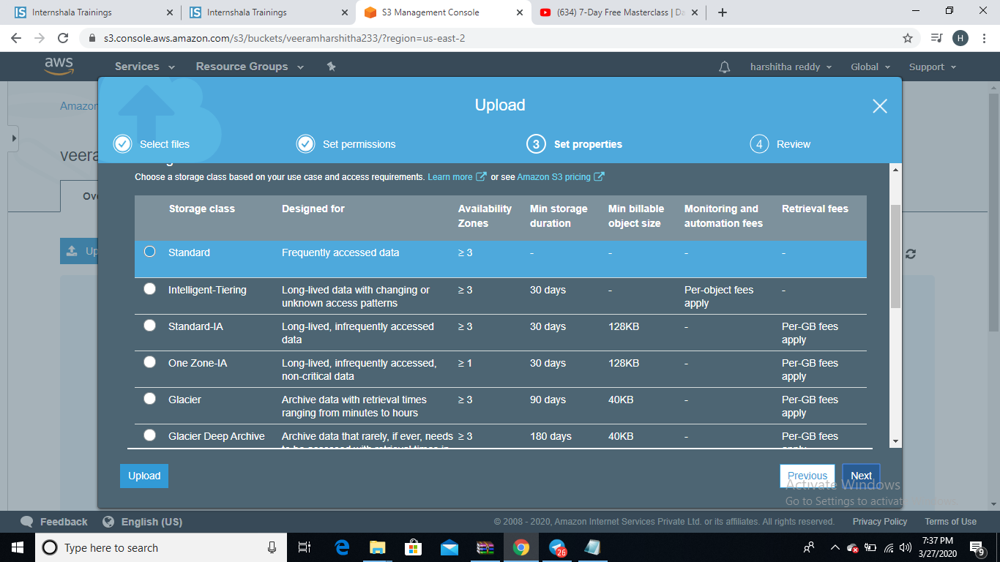 Internshala Trainings
Internshala Trainings
S3 Management Console
(634) 7-Day Free Masterclass | Da
s3.console.aws.amazon.com/s3/buckets/veeramharshitha233/?region=us-east-2
H
aws
Services
Resource Groups
harshitha reddy
Global
Support
Amazon
Upload
Select files
Set permissions
3 Set properties
4 Review
veera
Choose a storage class based on your use case and access requirements. Learn more or see Amazon S3 pricing
Ove
Storage class Designed for Availability Zones Min storage duration Min billable object size Monitoring and automation fees Retrieval fees
Standard Frequently accessed data ≥ 3 - - - -
Intelligent-Tiering Long-lived data with changing or unknown access patterns ≥ 3 30 days - Per-object fees apply -
Standard-IA Long-lived, infrequently accessed data ≥ 3 30 days 128KB - Per-GB fees apply
One Zone-IA Long-lived, infrequently accessed, non-critical data ≥ 1 30 days 128KB - Per-GB fees apply
Glacier Archive data with retrieval times ranging from minutes to hours ≥ 3 90 days 40KB - Per-GB fees apply
Glacier Deep Archive Archive data that rarely, if ever, needs ≥ 3 180 days 40KB - Per-GB fees
Up
Upload
Previous
Next
Activate Windows
Go to Settings to activat
Feedback
English (US)
© 2008 - 2020, Amazon Internet Services Private Ltd. or its affiliates. All rights reserved.
Privacy Policy
Terms of Use
Type here to search
26
7:37 PM
3/27/2020
9